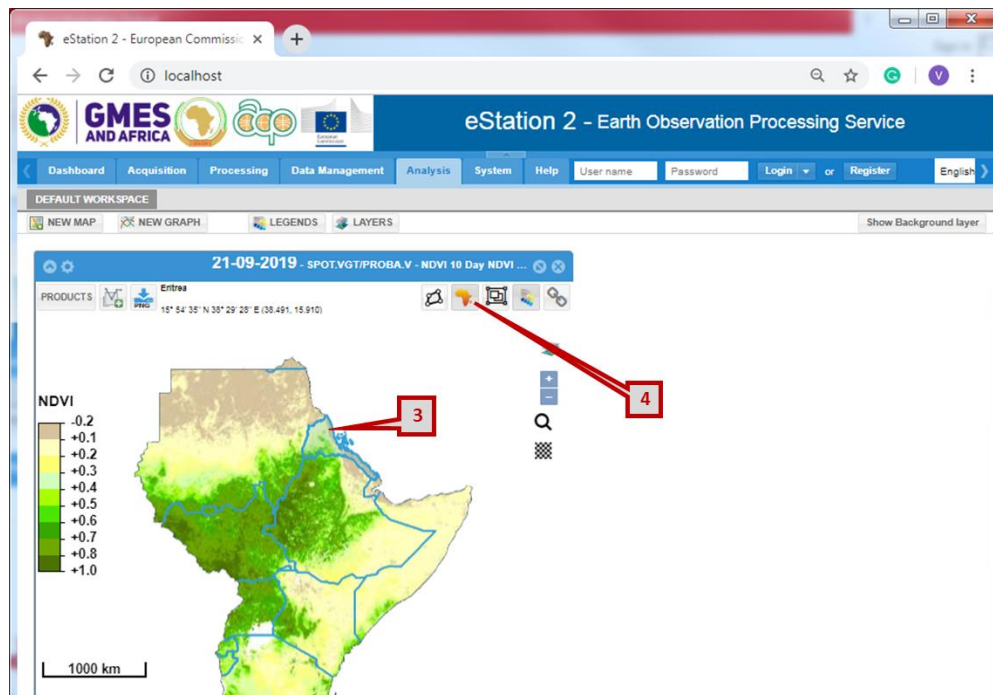 eStation 2 - European Commissic
localhost
V
GMES
AND AFRICA
European
Commission
eStation 2 - Earth Observation Processing Service
Dashboard Acquisition Processing Data Management Analysis System Help User name Password Login or Register English
DEFAULT WORKSPACE
NEW MAP NEW GRAPH LEGENDS LAYERS Show Background layer
21-09-2019 - SPOT.VGT/PROBA.V - NDVI 10 Day NDVI ...
PRODUCTS PNG
Eritrea
15° 54' 35" N 38° 29' 28" E (38.491, 15.910)
+
−
NDVI
-0.2
+0.1
+0.2
+0.3
+0.4
+0.5
+0.6
+0.7
+0.8
+1.0
3
4
1000 km